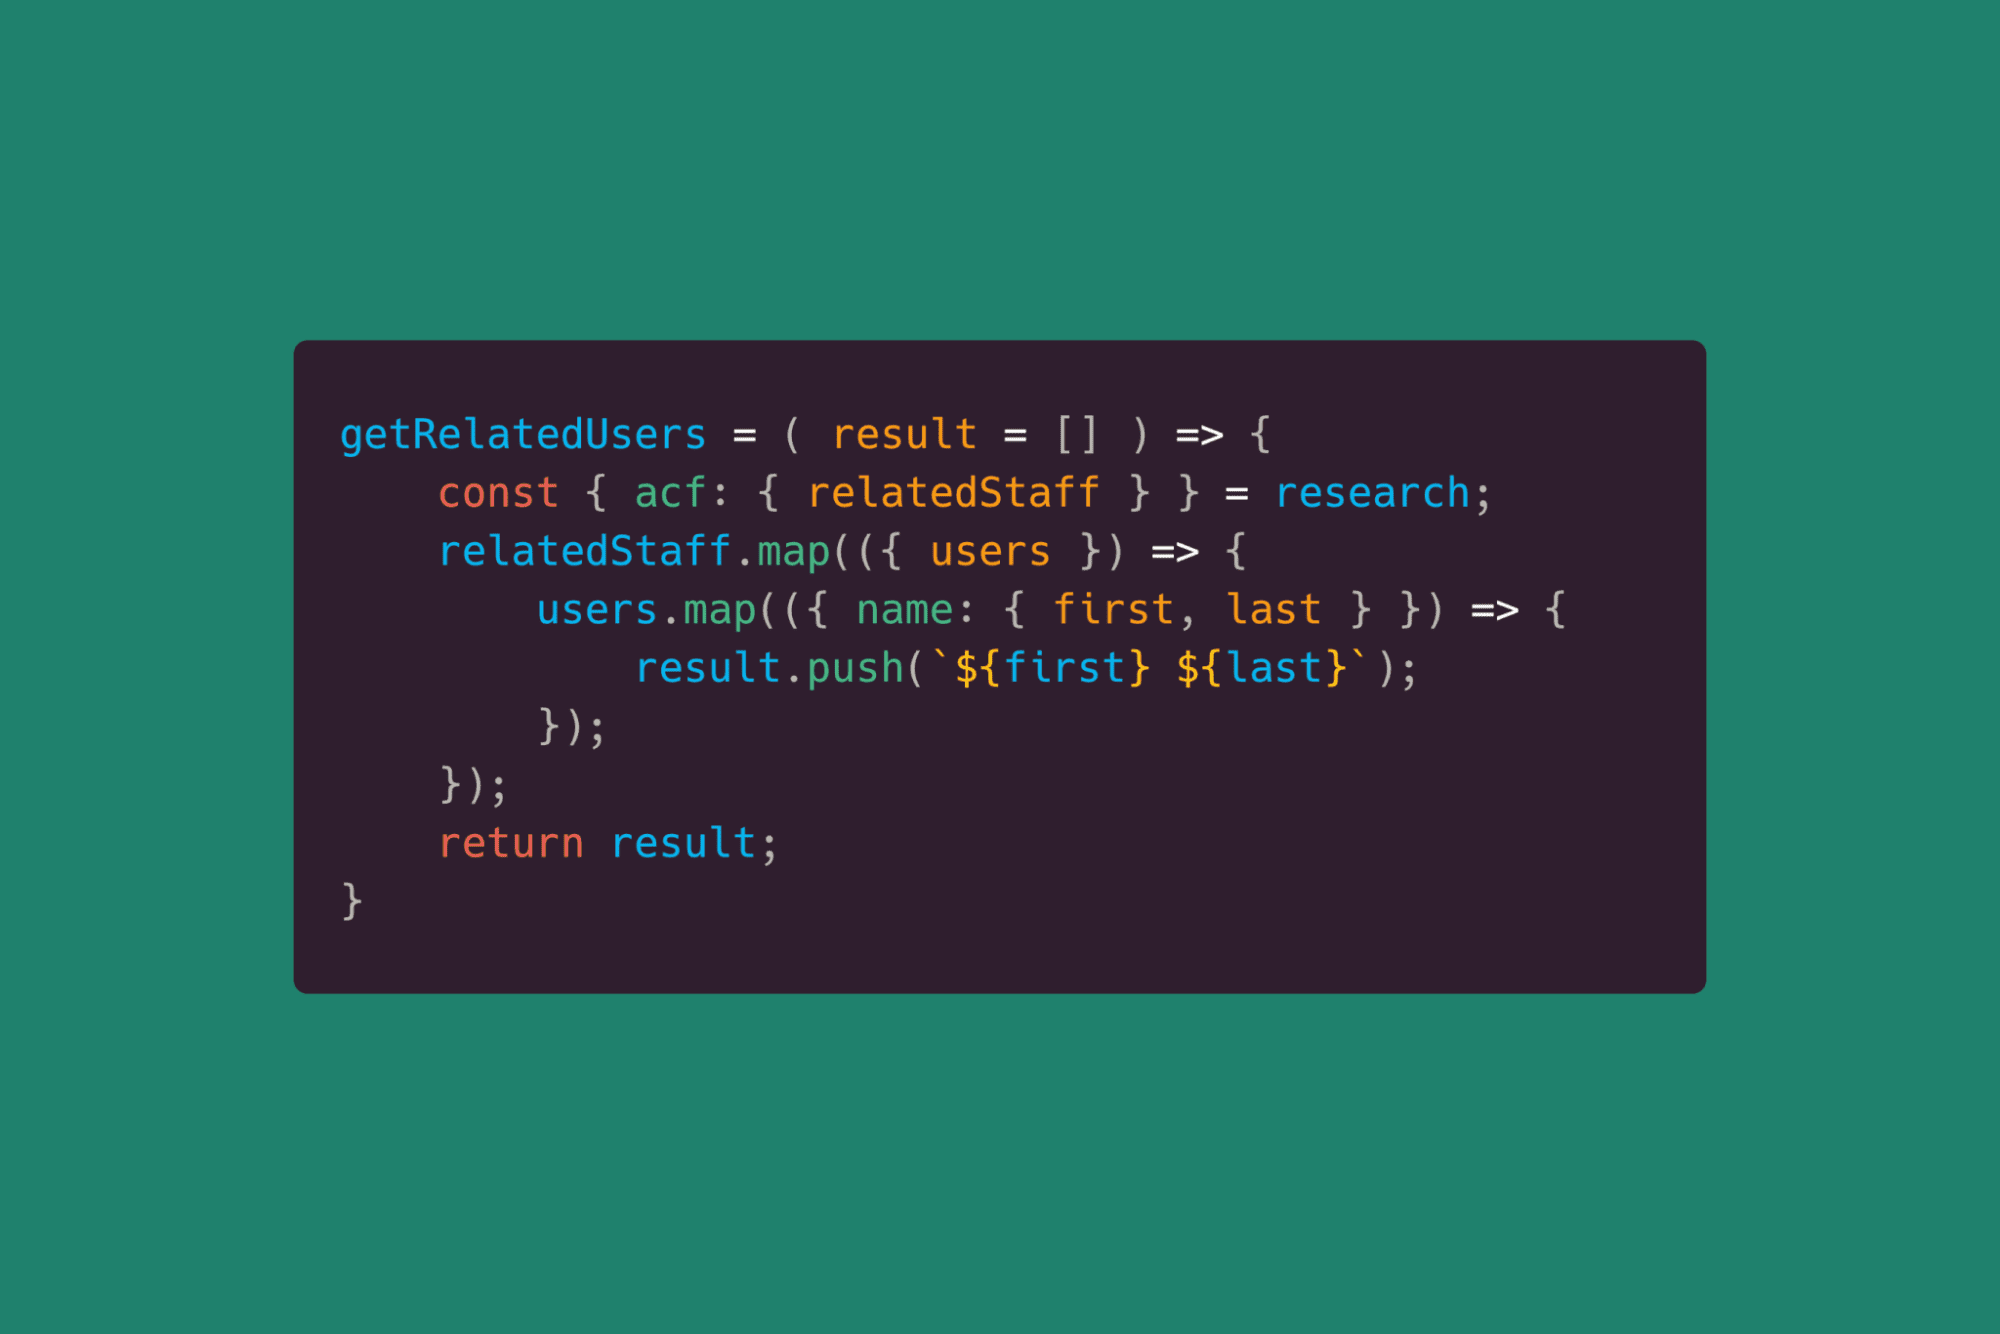 getRelatedUsers = ( result = [] ) => {
    const { acf: { relatedStaff } } = research;
    relatedStaff.map(({ users }) => {
        users.map(({ name: { first, last } }) => {
            result.push(`${first} ${last}`);
        });
    });
    return result;
}